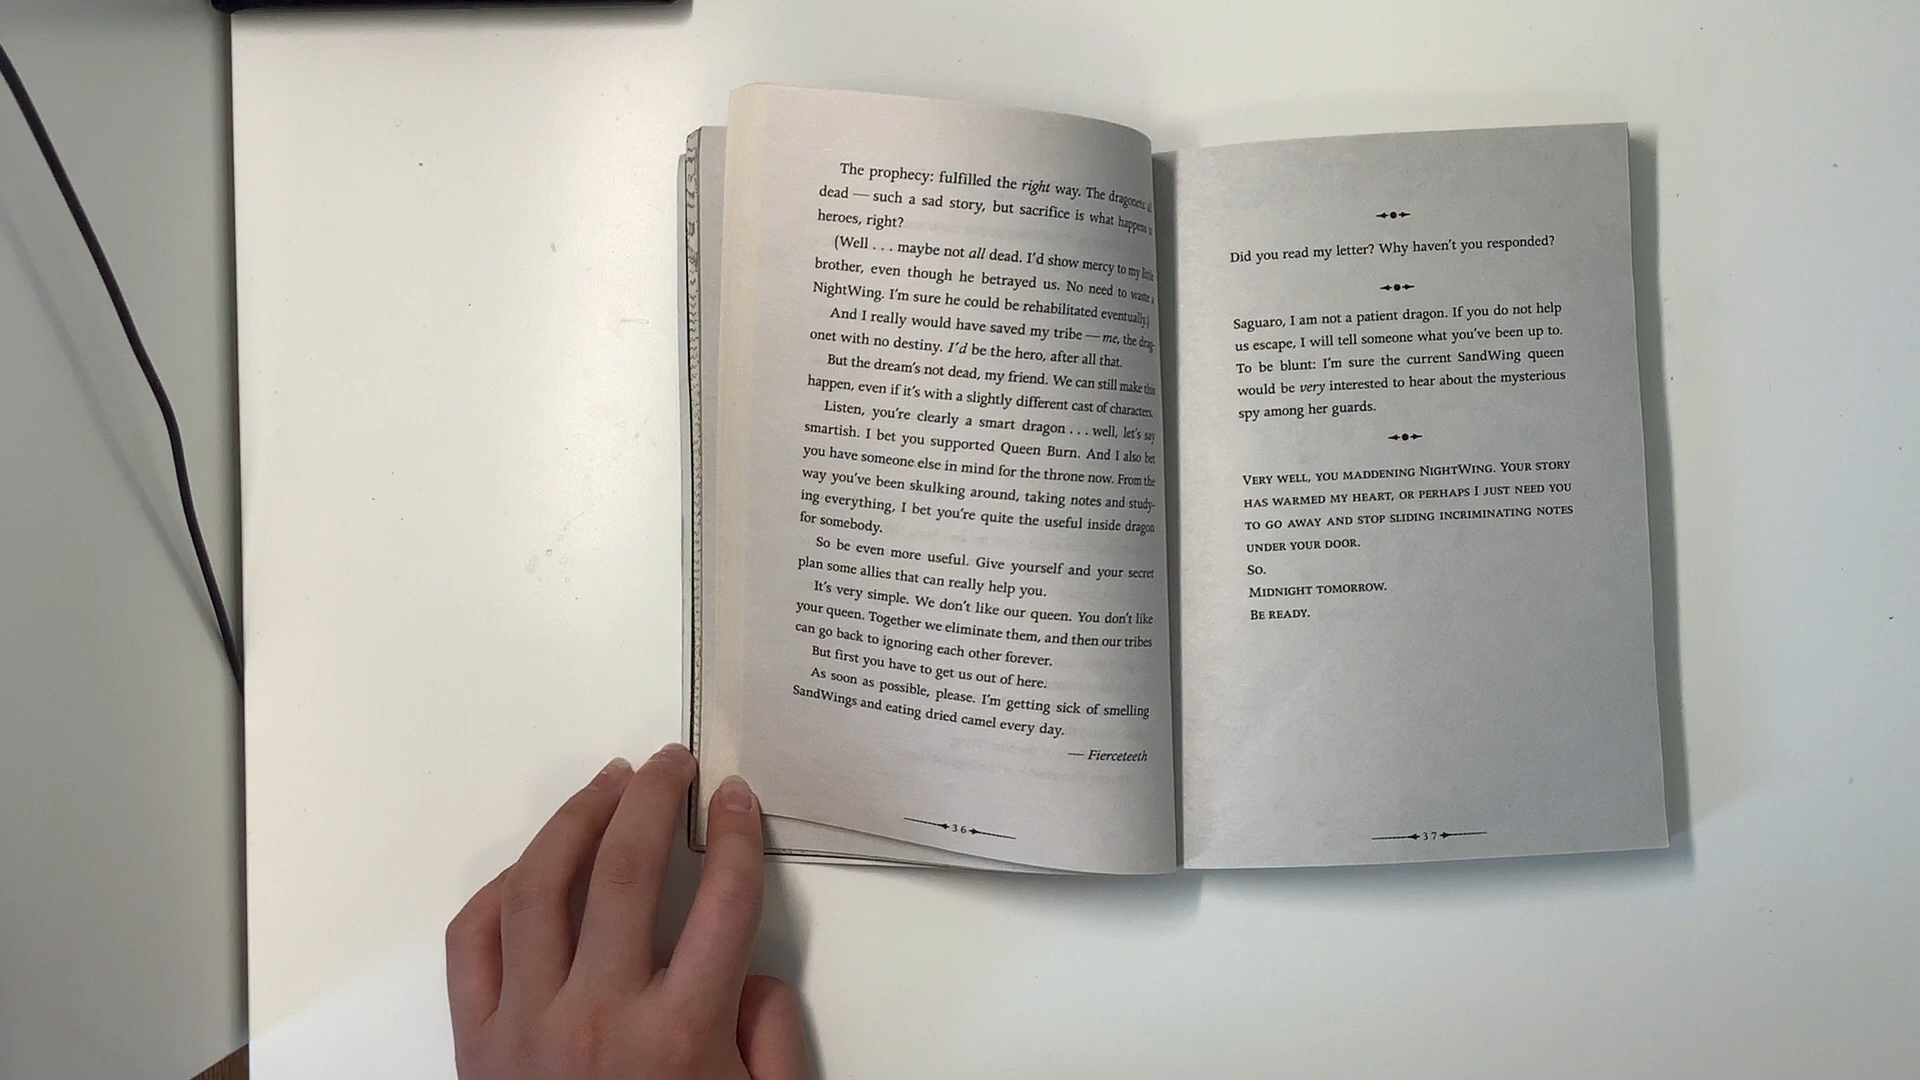 The prophecy: fulfilled the right way. The dragonets
dead — such a sad story, but sacrifice is what happens
heroes, right?
(Well . . . maybe not all dead. I'd show mercy to my little
brother, even though he betrayed us. No need to waste a
NightWing. I'm sure he could be rehabilitated eventually.)
And I really would have saved my tribe — me, the drag-
onet with no destiny. I'd be the hero, after all that.
But the dream's not dead, my friend. We can still make this
happen, even if it's with a slightly different cast of characters.
Listen, you're clearly a smart dragon . . . well, let's say
smartish. I bet you supported Queen Burn. And I also bet
you have someone else in mind for the throne now. From the
way you've been skulking around, taking notes and study-
ing everything, I bet you're quite the useful inside dragon
for somebody.
So be even more useful. Give yourself and your secret
plan some allies that can really help you.
It's very simple. We don't like our queen. You don't like
your queen. Together we eliminate them, and then our tribes
can go back to ignoring each other forever.
But first you have to get us out of here.
As soon as possible, please. I'm getting sick of smelling
SandWings and eating dried camel every day.
— Fierceteeth
36
Did you read my letter? Why haven't you responded?
Saguaro, I am not a patient dragon. If you do not help
us escape, I will tell someone what you've been up to.
To be blunt: I'm sure the current SandWing queen
would be very interested to hear about the mysterious
spy among her guards.
Very well, you maddening NightWing. Your story
has warmed my heart, or perhaps I just need you
to go away and stop sliding incriminating notes
under your door.
So.
Midnight tomorrow.
Be ready.
37